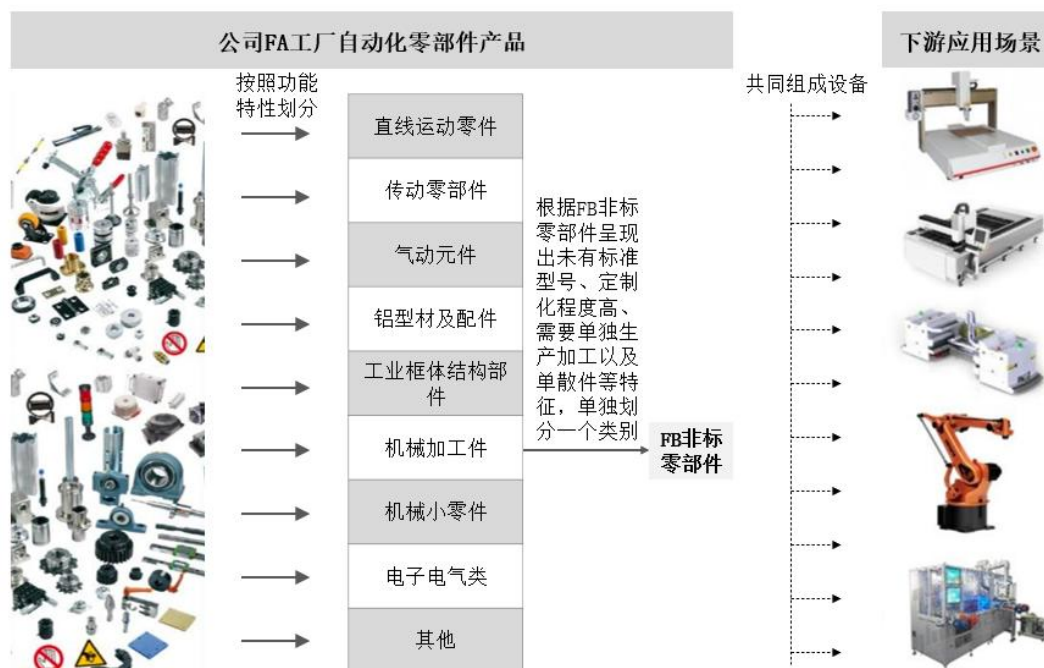 公司FA工厂自动化零部件产品
下游应用场景
按照功能
特性划分
共同组成设备
直线运动零件
传动零部件
气动元件
铝型材及配件
工业框体结构部
件
机械加工件
机械小零件
电子电气类
其他
根据FB非标
零部件呈现
出未有标准
型号、定制
化程度高、
需要单独生
产加工以及
单散件等特
征，单独划
分一个类别
FB非标
零部件